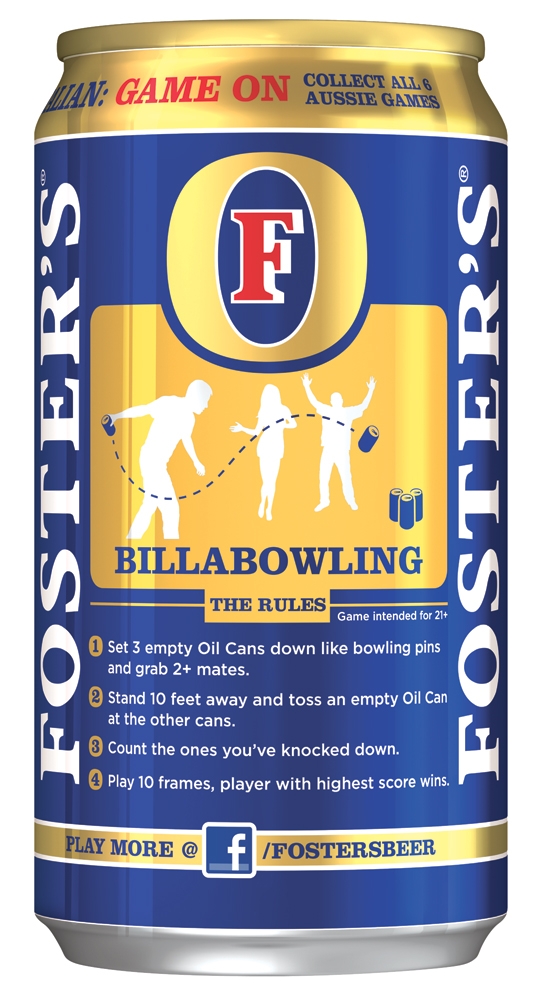 LIAN: GAME ON
COLLECT ALL 6
AUSSIE GAMES
FOSTER'S®
F
FOSTER'S®
BILLABOWLING
THE RULES
Game intended for 21+
1 Set 3 empty Oil Cans down like bowling pins
and grab 2+ mates.
2 Stand 10 feet away and toss an empty Oil Can
at the other cans.
3 Count the ones you've knocked down.
4 Play 10 frames, player with highest score wins.
PLAY MORE @ f /FOSTERSBEER